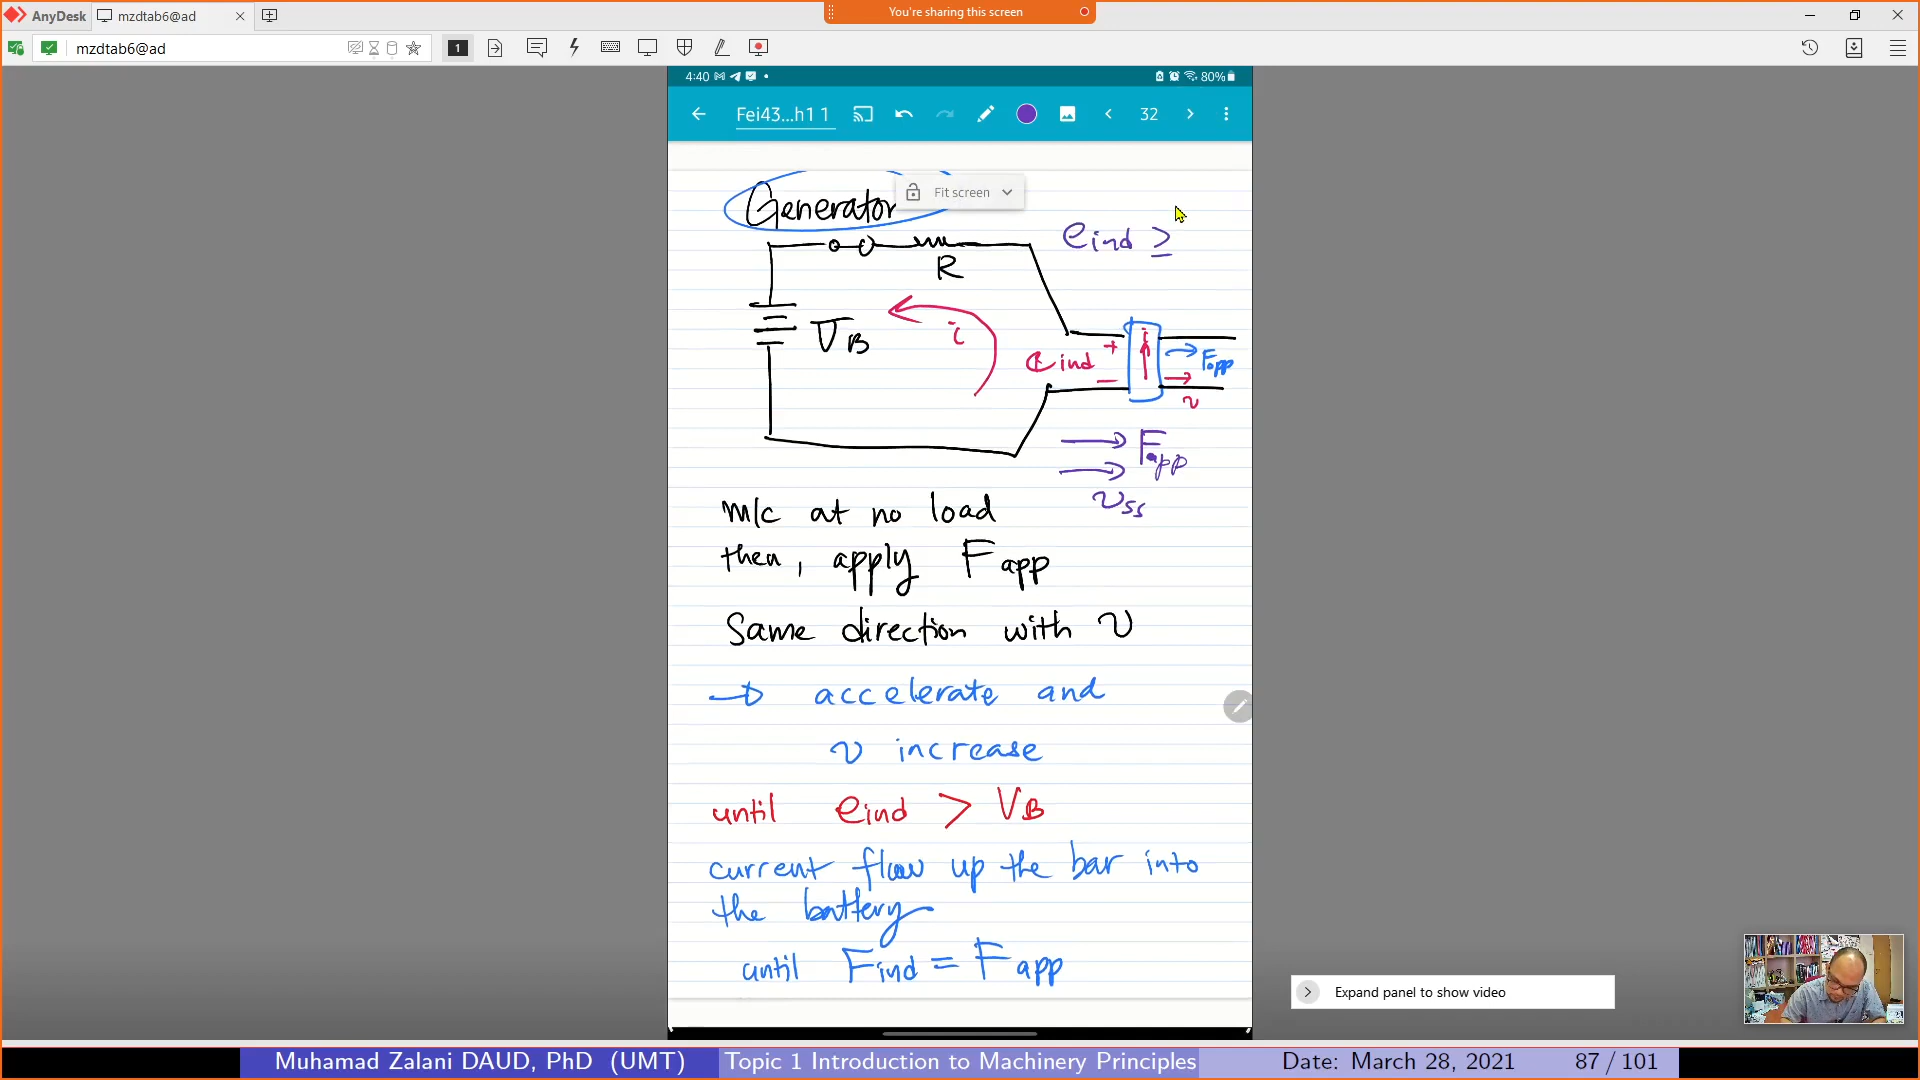 AnyDesk
mzdtab6@ad
You're sharing this screen
mzdtab6@ad
1
4:40
80%
Fei43...h1 1
32
Generator
Fit screen
eind ≥
R
VB
i
eind
+
−
i
Fapp
v
Fapp
vss
m/c at no load
then, apply Fapp
Same direction with v
→ accelerate and
v increase
until eind > VB
current flow up the bar into
the battery
until Find = Fapp
Expand panel to show video
Muhamad Zalani DAUD, PhD (UMT)
Topic 1 Introduction to Machinery Principles
Date: March 28, 2021
87 / 101